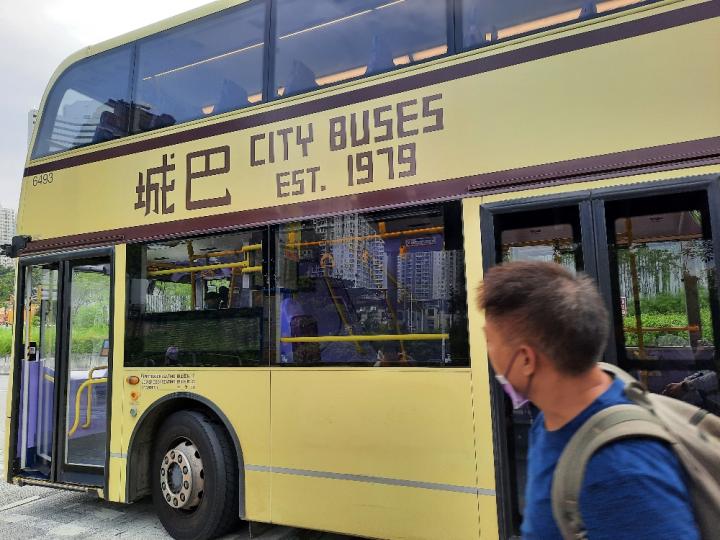 城巴 CITY BUSES
EST. 1979
6493